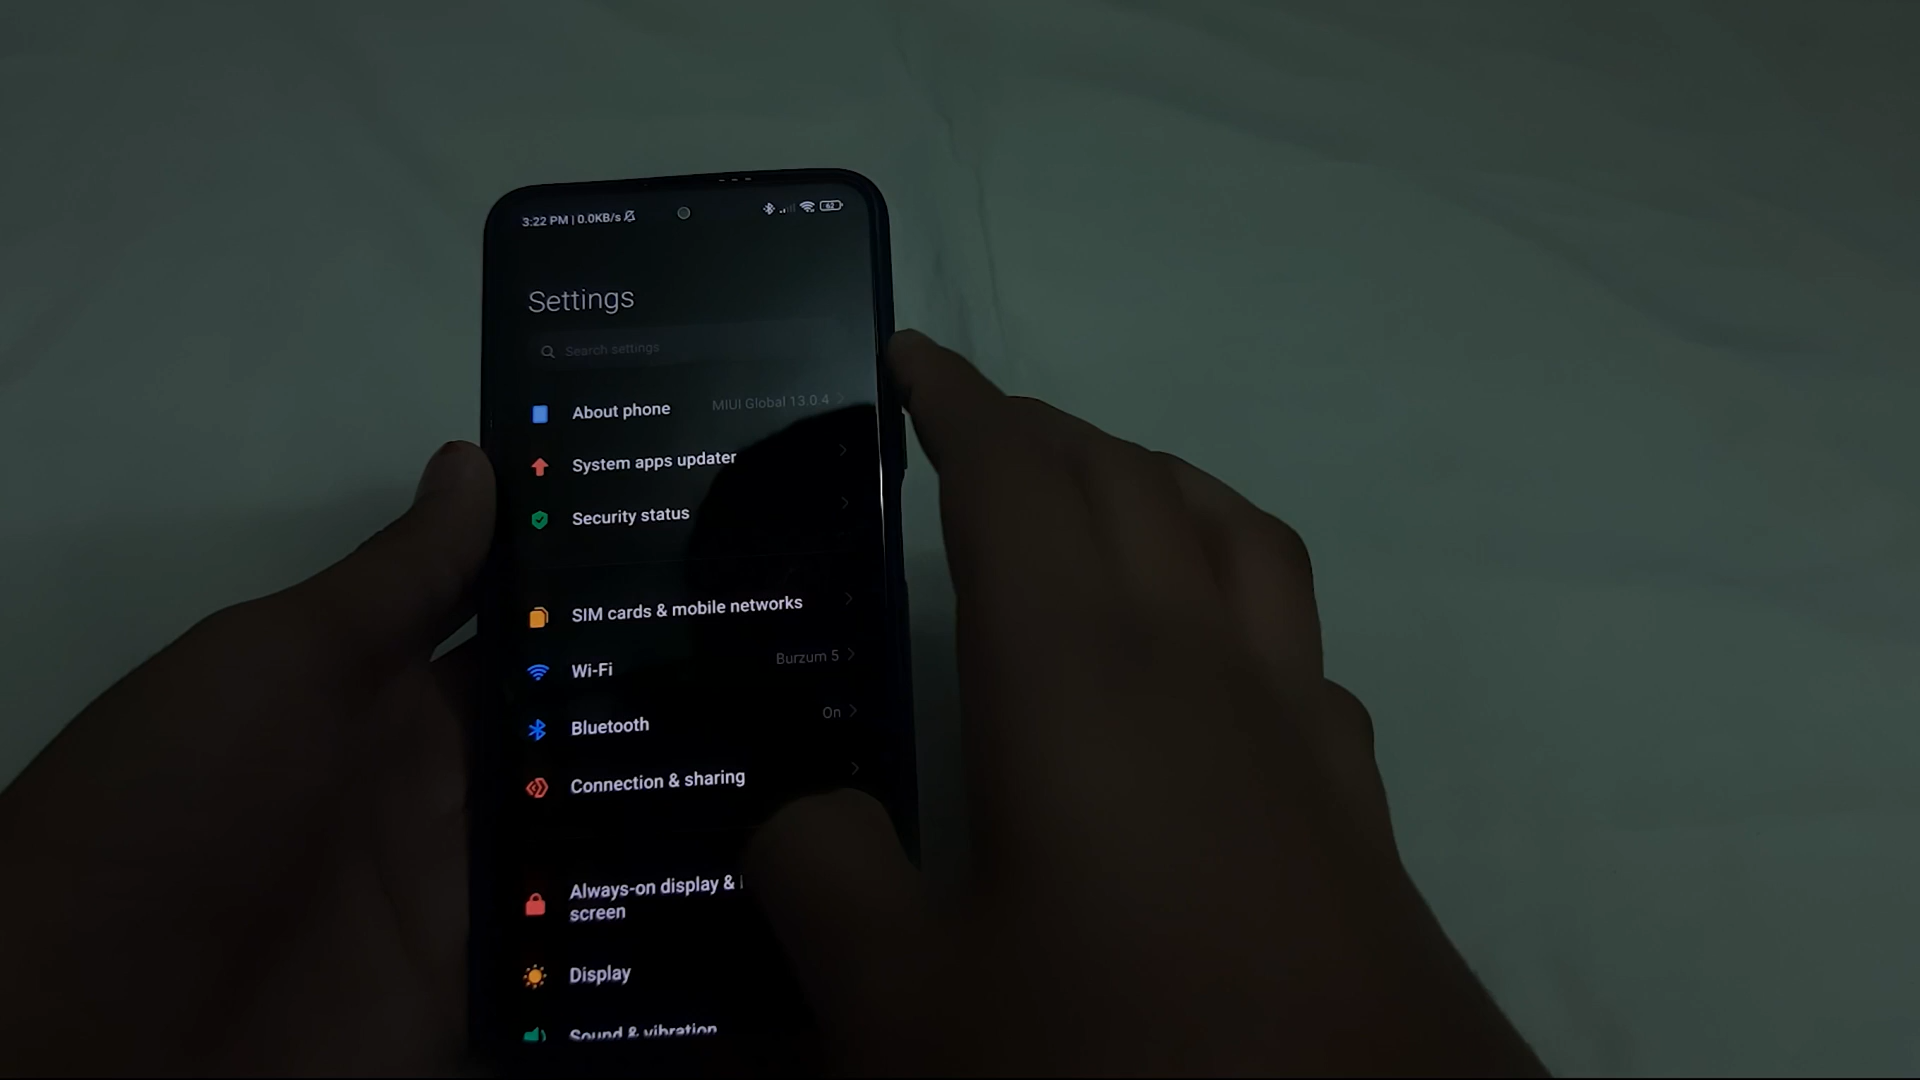 3:22 PM | 0.0KB/s
63
Settings
Search settings
About phone MIUI Global 13.0.4
System apps updater
Security status
SIM cards & mobile networks
Wi-Fi Burzum 5
Bluetooth On
Connection & sharing
Always-on display &
screen
Display
Sound & vibration